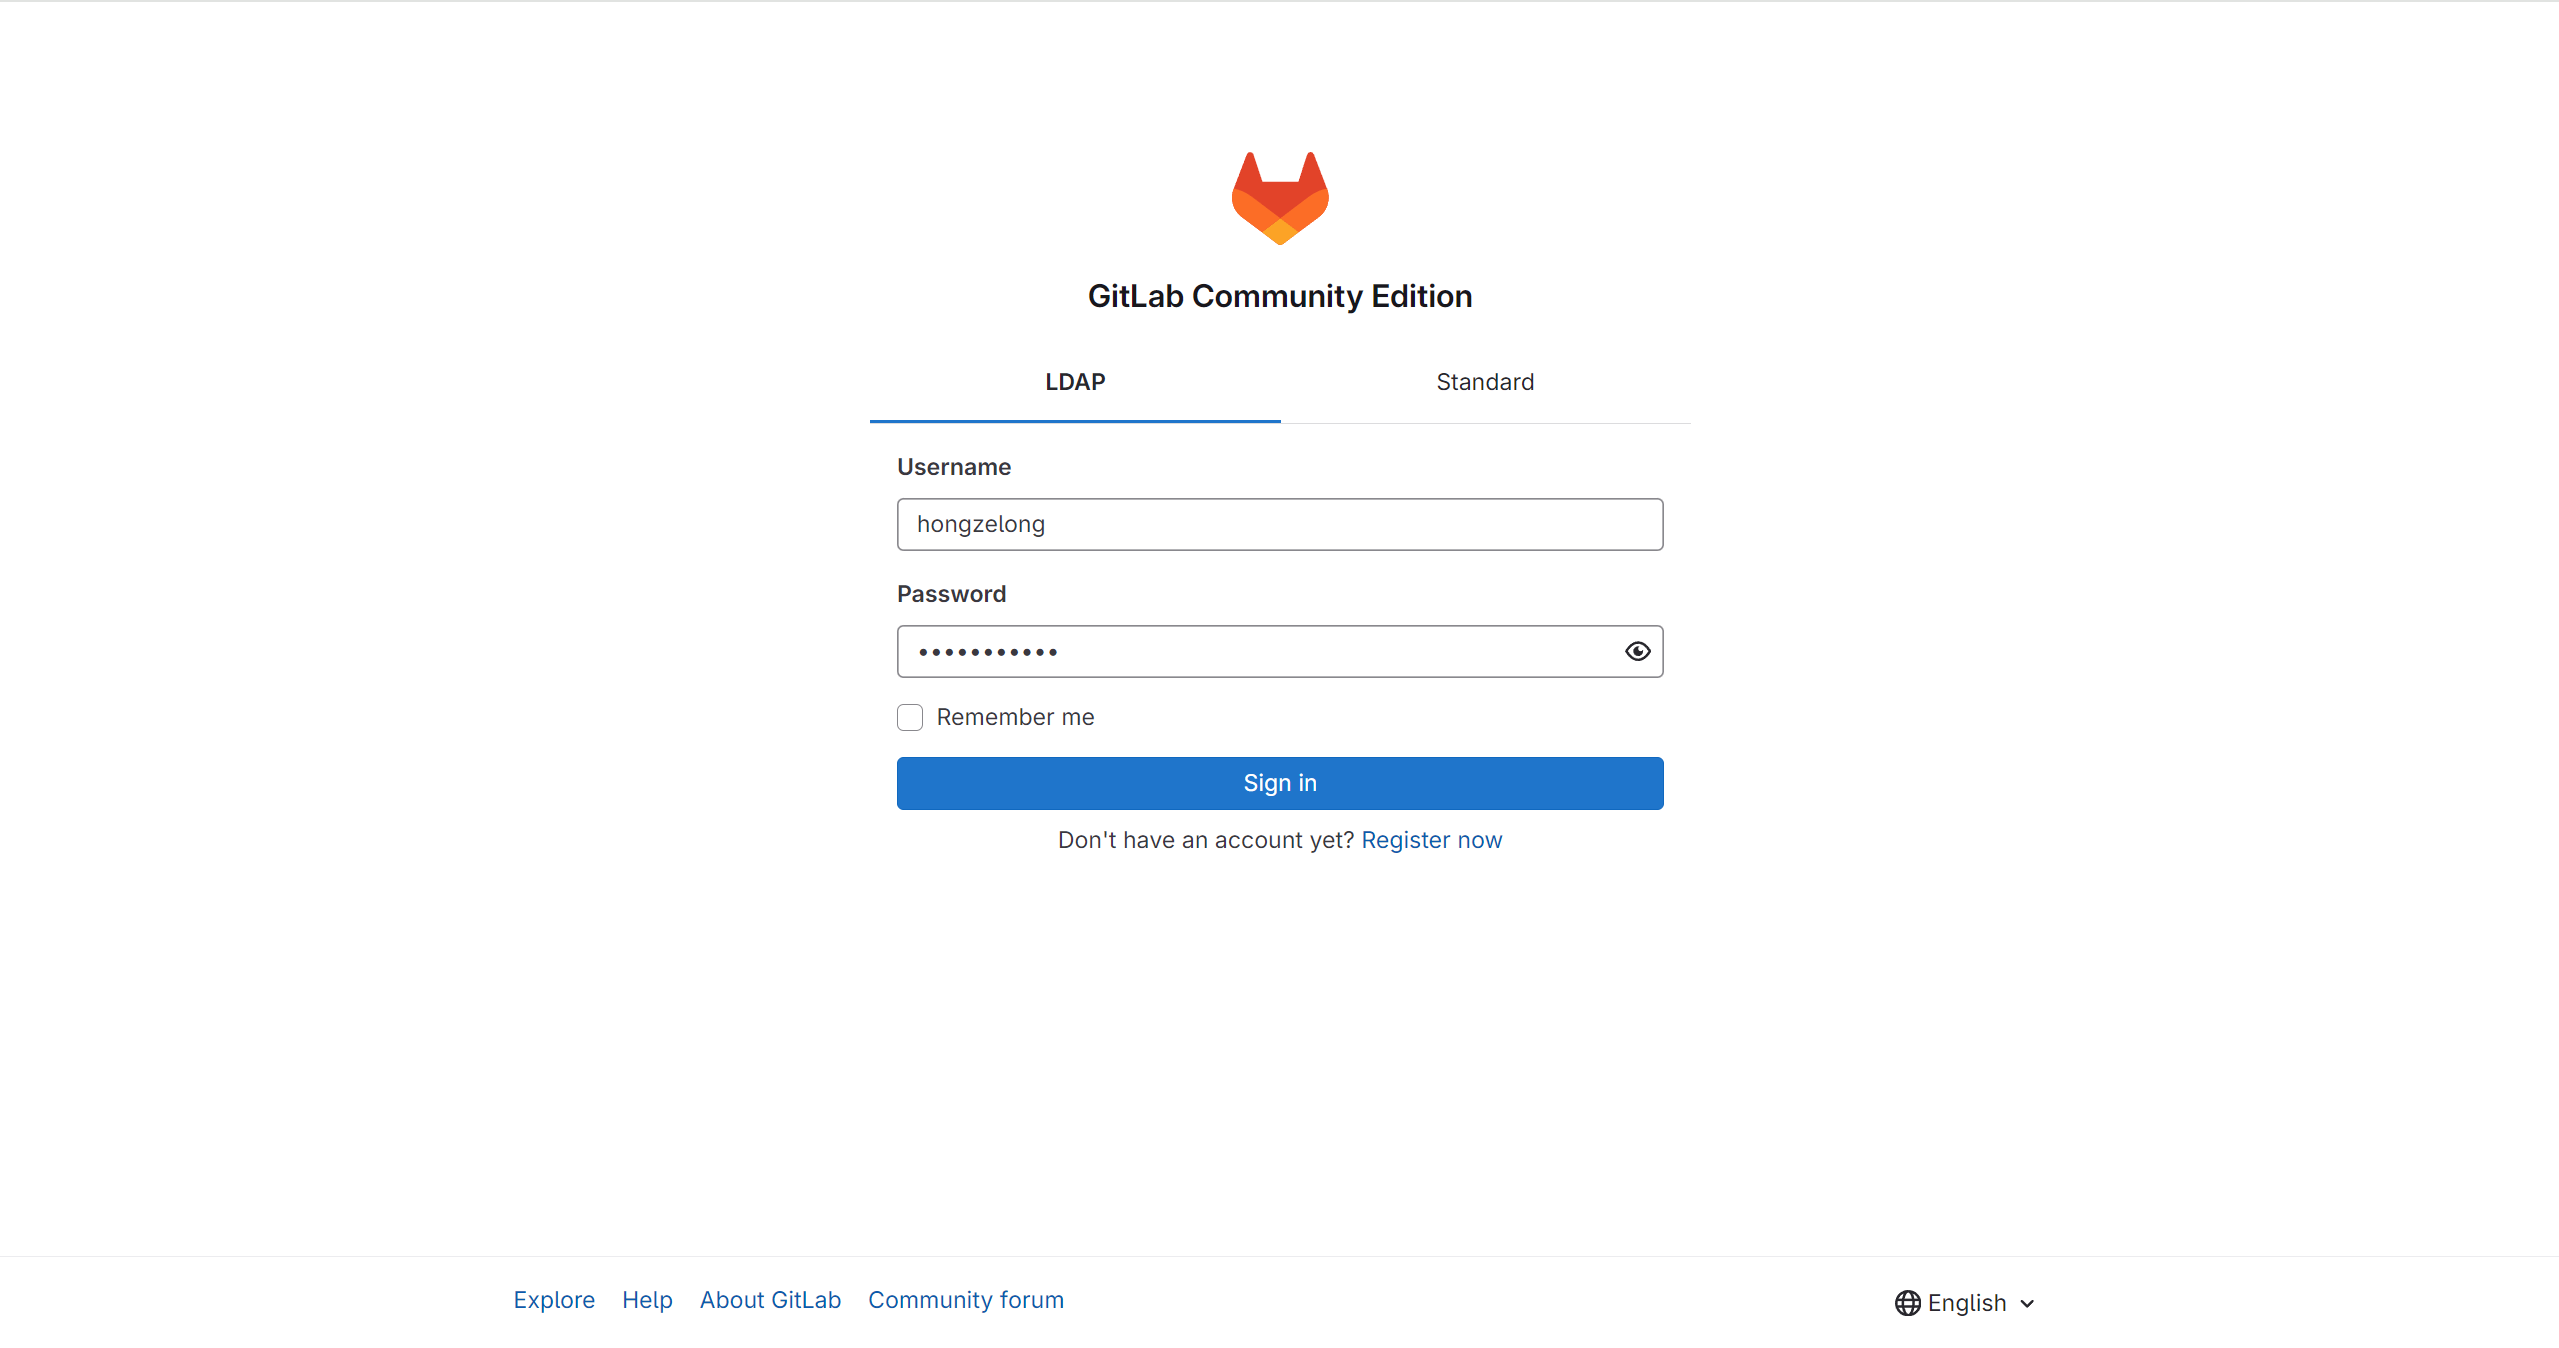 GitLab Community Edition
LDAP Standard
Username
hongzelong
Password
•••••••••••
Remember me
Sign in
Don't have an account yet? Register now
Explore Help About GitLab Community forum English